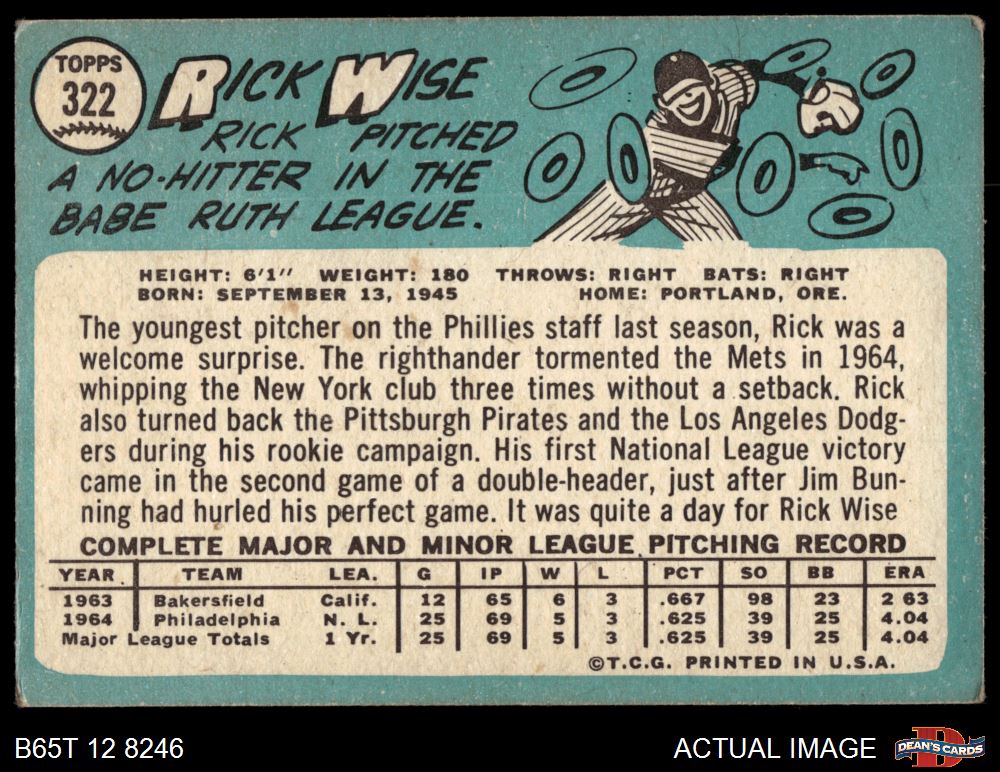 TOPPS
322
RICK WISE
RICK PITCHED
A NO-HITTER IN THE
BABE RUTH LEAGUE.
HEIGHT: 6'1" WEIGHT: 180 THROWS: RIGHT BATS: RIGHT
BORN: SEPTEMBER 13, 1945 HOME: PORTLAND, ORE.
The youngest pitcher on the Phillies staff last season, Rick was a
welcome surprise. The righthander tormented the Mets in 1964,
whipping the New York club three times without a setback. Rick
also turned back the Pittsburgh Pirates and the Los Angeles Dodg-
ers during his rookie campaign. His first National League victory
came in the second game of a double-header, just after Jim Bun-
ning had hurled his perfect game. It was quite a day for Rick Wise
COMPLETE MAJOR AND MINOR LEAGUE PITCHING RECORD
YEAR TEAM LEA. G IP W L PCT SO BB ERA
1963 Bakersfield Calif. 12 65 6 3 .667 98 23 2 63
1964 Philadelphia N. L. 25 69 5 3 .625 39 25 4.04
Major League Totals 1 Yr. 25 69 5 3 .625 39 25 4.04
©T.C.G. PRINTED IN U.S.A.
B65T 12 8246 ACTUAL IMAGE DEAN'S CARDS